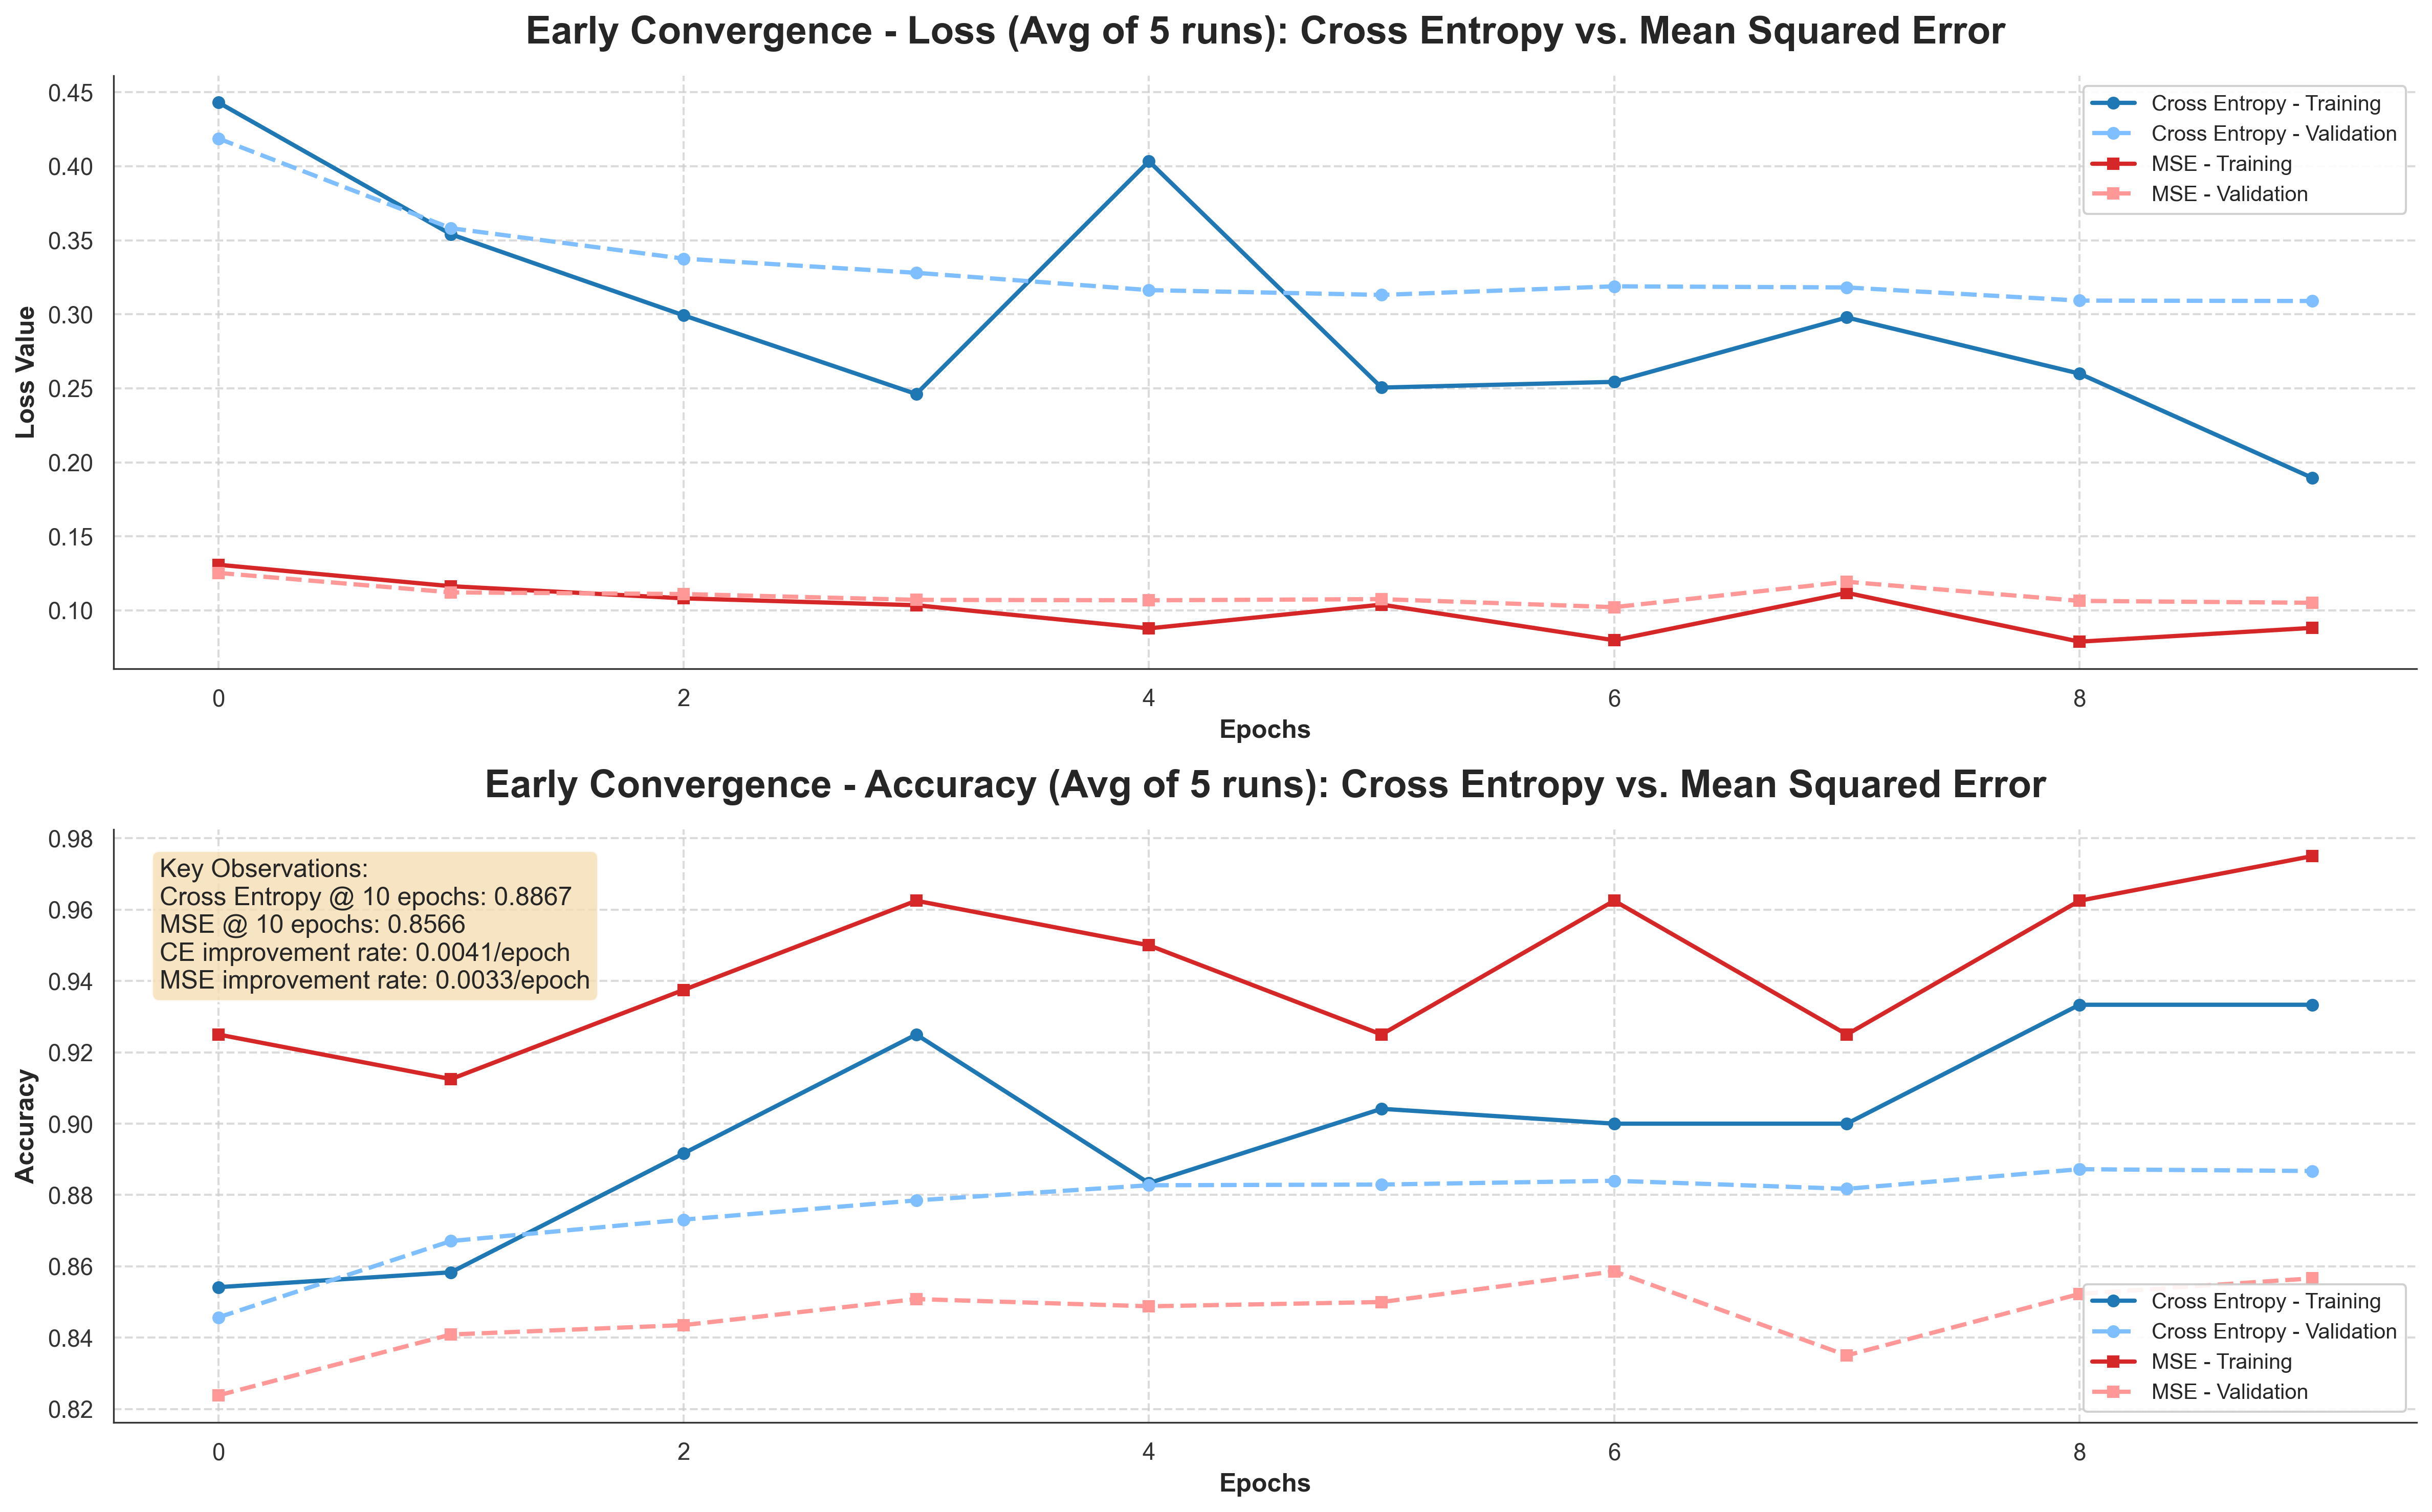 Early Convergence - Loss (Avg of 5 runs): Cross Entropy vs. Mean Squared Error
Loss Value
0.45
0.40
0.35
0.30
0.25
0.20
0.15
0.10
Cross Entropy - Training
Cross Entropy - Validation
MSE - Training
MSE - Validation
0
2
4
6
8
Epochs
Early Convergence - Accuracy (Avg of 5 runs): Cross Entropy vs. Mean Squared Error
Accuracy
0.98
0.96
0.94
0.92
0.90
0.88
0.86
0.84
0.82
Key Observations:
Cross Entropy @ 10 epochs: 0.8867
MSE @ 10 epochs: 0.8566
CE improvement rate: 0.0041/epoch
MSE improvement rate: 0.0033/epoch
Cross Entropy - Training
Cross Entropy - Validation
MSE - Training
MSE - Validation
0
2
4
6
8
Epochs